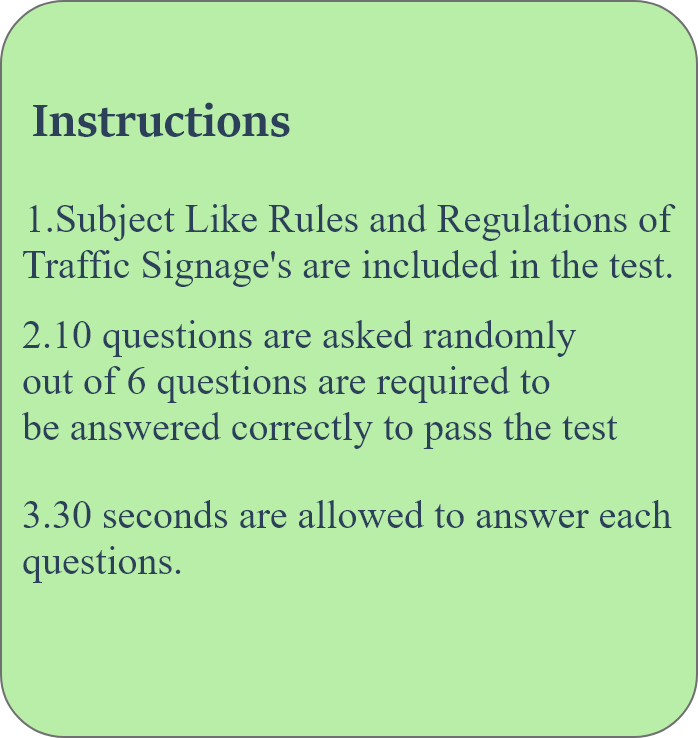 Instructions
1.Subject Like Rules and Regulations of
Traffic Signage's are included in the test.
2.10 questions are asked randomly
out of 6 questions are required to
be answered correctly to pass the test
3.30 seconds are allowed to answer each
questions.